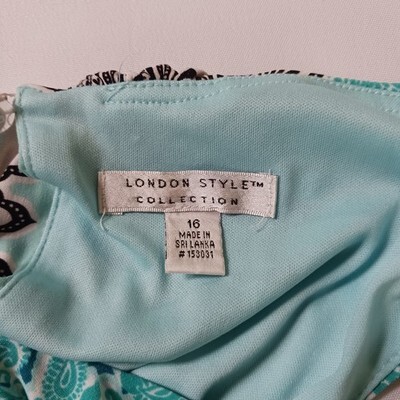 LONDON STYLE™
COLLECTION
16
MADE IN
SRI LANKA
# 153031